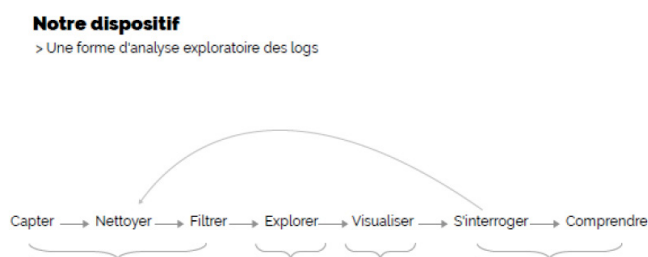 Notre dispositif
> Une forme d'analyse exploratoire des logs
Capter Nettoyer Filtrer Explorer Visualiser S'interroger Comprendre